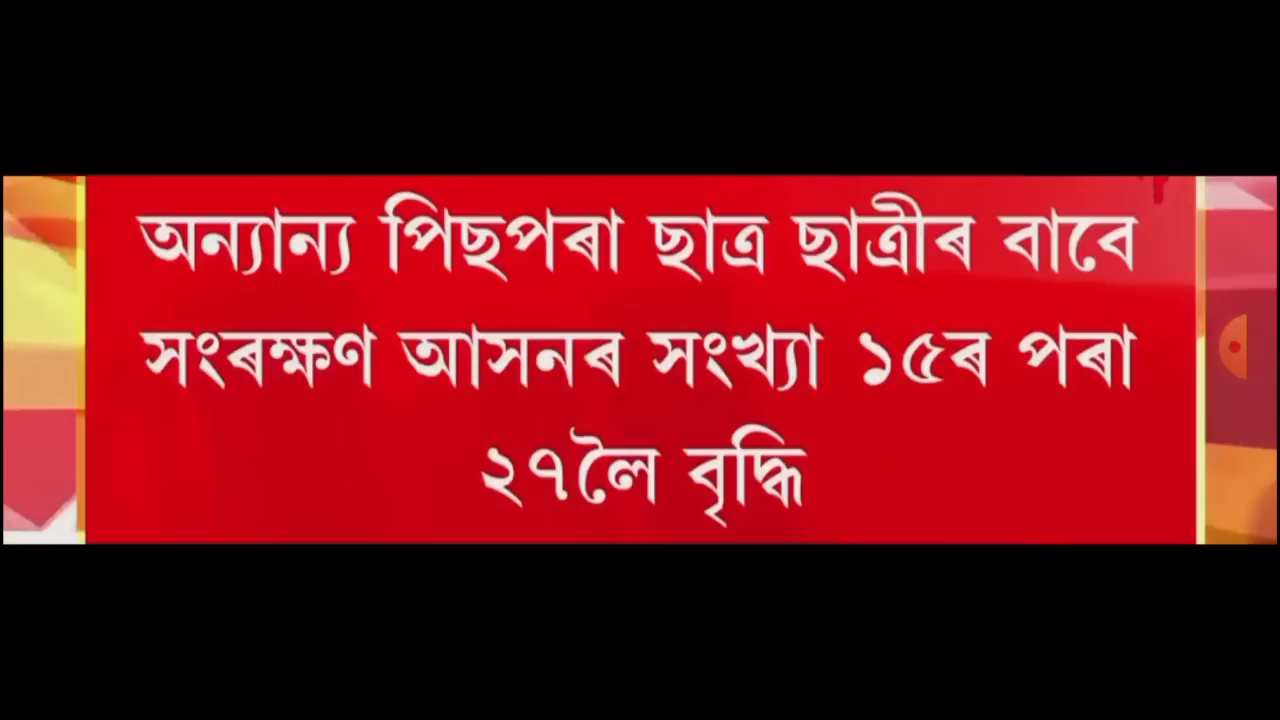 অন্যান্য পিছপৰা ছাত্ৰ ছাত্ৰীৰ বাবে
সংৰক্ষণ আসনৰ সংখ্যা ১৫ৰ পৰা
২৭লৈ বৃদ্ধি